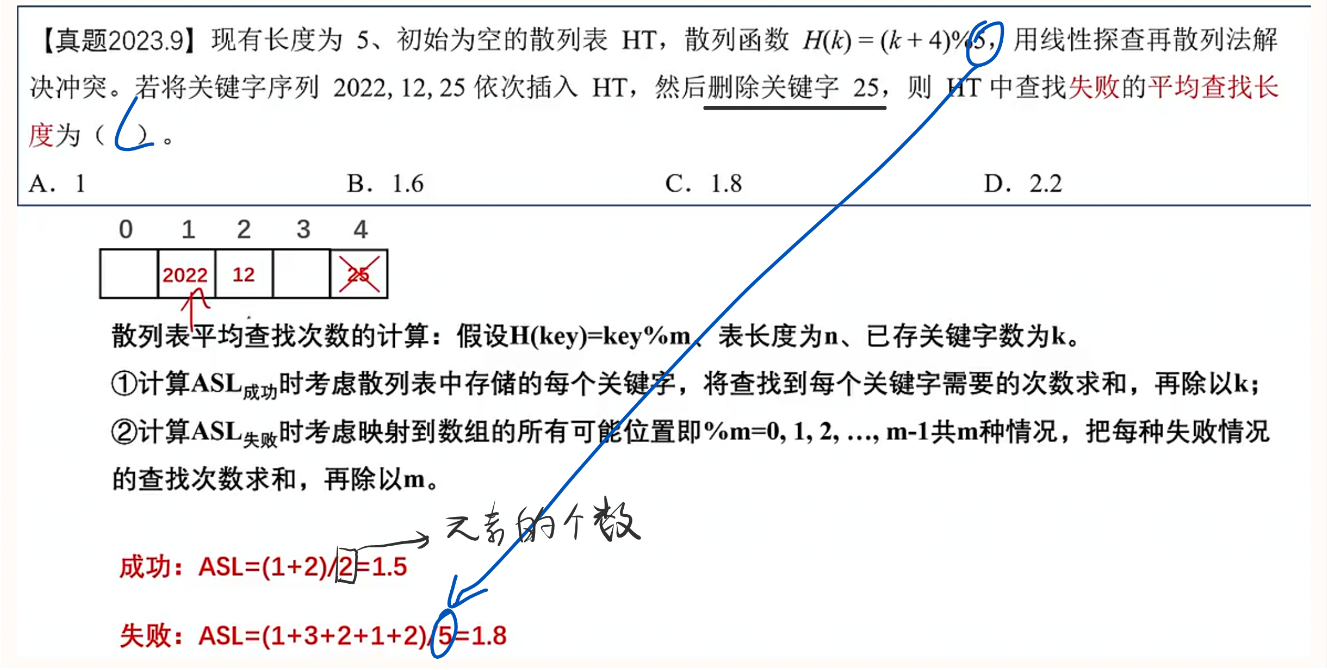 【真题2023.9】现有长度为 5、初始为空的散列表 HT，散列函数 H(k) = (k + 4)%5，用线性探查再散列法解
决冲突。若将关键字序列 2022, 12, 25 依次插入 HT，然后删除关键字 25，则 HT 中查找失败的平均查找长
度为（ ）。
A. 1 B. 1.6 C. 1.8 D. 2.2
0 1 2 3 4
2022 12 25
散列表平均查找次数的计算：假设H(key)=key%m、表长度为n、已存关键字数为k。
①计算ASL成功时考虑散列表中存储的每个关键字，将查找到每个关键字需要的次数求和，再除以k；
②计算ASL失败时考虑映射到数组的所有可能位置即%m=0, 1, 2, …, m-1共m种情况，把每种失败情况
的查找次数求和，再除以m。
元素的个数
成功：ASL=(1+2)/2=1.5
失败：ASL=(1+3+2+1+2)/5=1.8